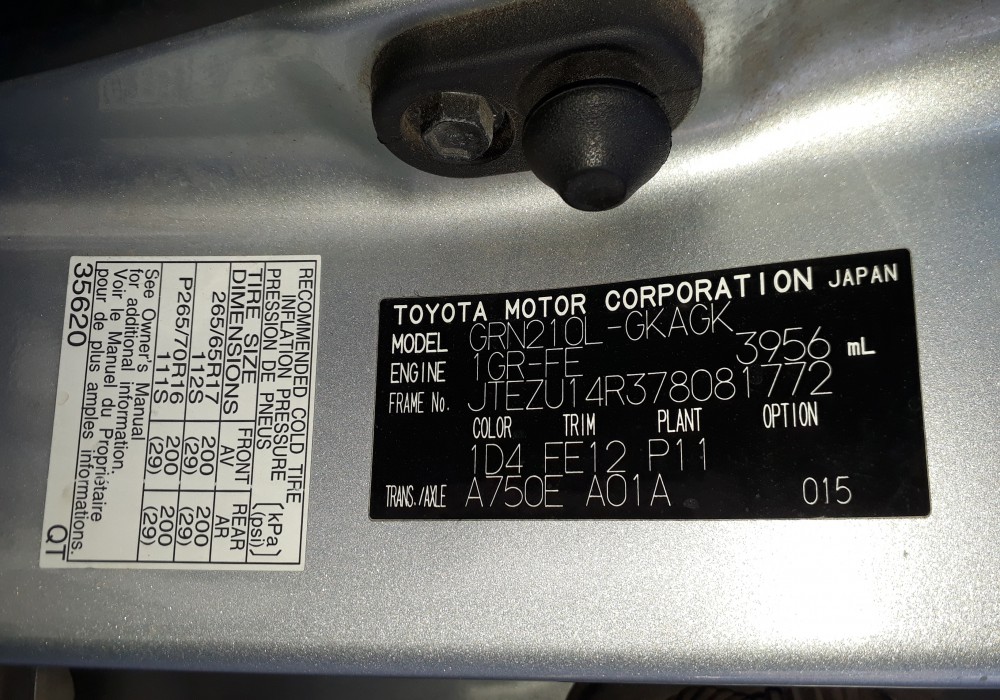 TOYOTA MOTOR CORPORATION JAPAN
MODEL GRN210L-GKAGK
ENGINE 1GR-FE 3956 mL
FRAME No. JTEZU14R378081772
COLOR TRIM PLANT OPTION
1D4 FE12 P11
TRANS./AXLE A750E A01A 015
RECOMMENDED COLD TIRE
INFLATION PRESSURE (kPa)
PRESSION DE PNEUS (psi)
TIRE SIZE FRONT REAR
DIMENSIONS AV AR
265/65R17 200 200
112S (29) (29)
P265/70R16 200 200
111S (29) (29)
See Owner's Manual
for additional information.
Voir le Manuel du Propriétaire
pour de plus amples informations.
35620 QT